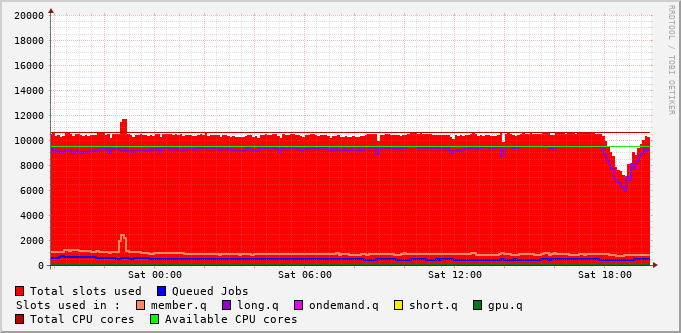 20000
18000
16000
14000
12000
10000
8000
6000
4000
2000
0
Sat 00:00 Sat 06:00 Sat 12:00 Sat 18:00
RRDTOOL / TOBI OETIKER
Total slots used Queued Jobs
Slots used in : member.q long.q ondemand.q short.q gpu.q
Total CPU cores Available CPU cores